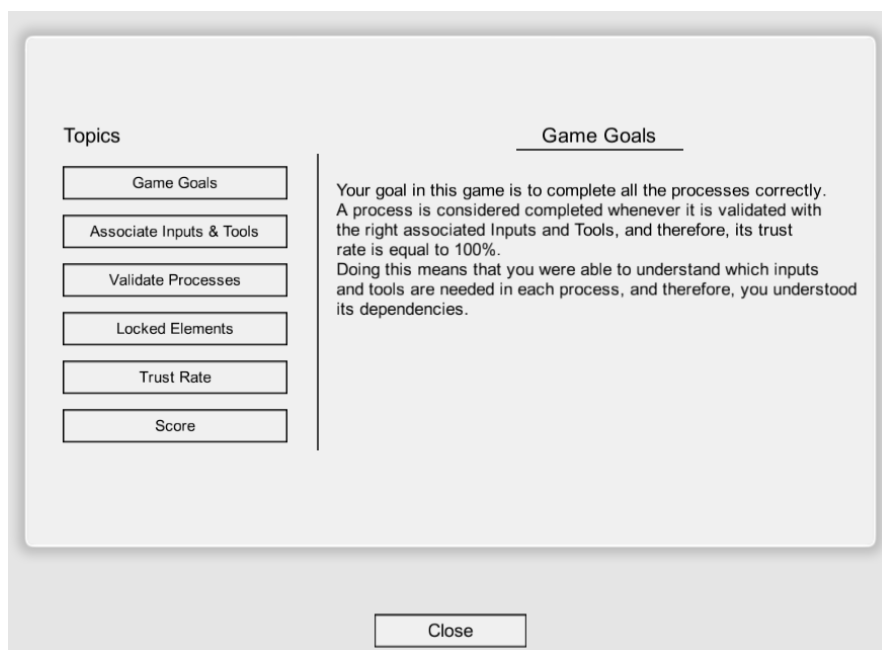 Topics
Game Goals
Associate Inputs & Tools
Validate Processes
Locked Elements
Trust Rate
Score
Game Goals
Your goal in this game is to complete all the processes correctly.
A process is considered completed whenever it is validated with
the right associated Inputs and Tools, and therefore, its trust
rate is equal to 100%.
Doing this means that you were able to understand which inputs
and tools are needed in each process, and therefore, you understood
its dependencies.
Close